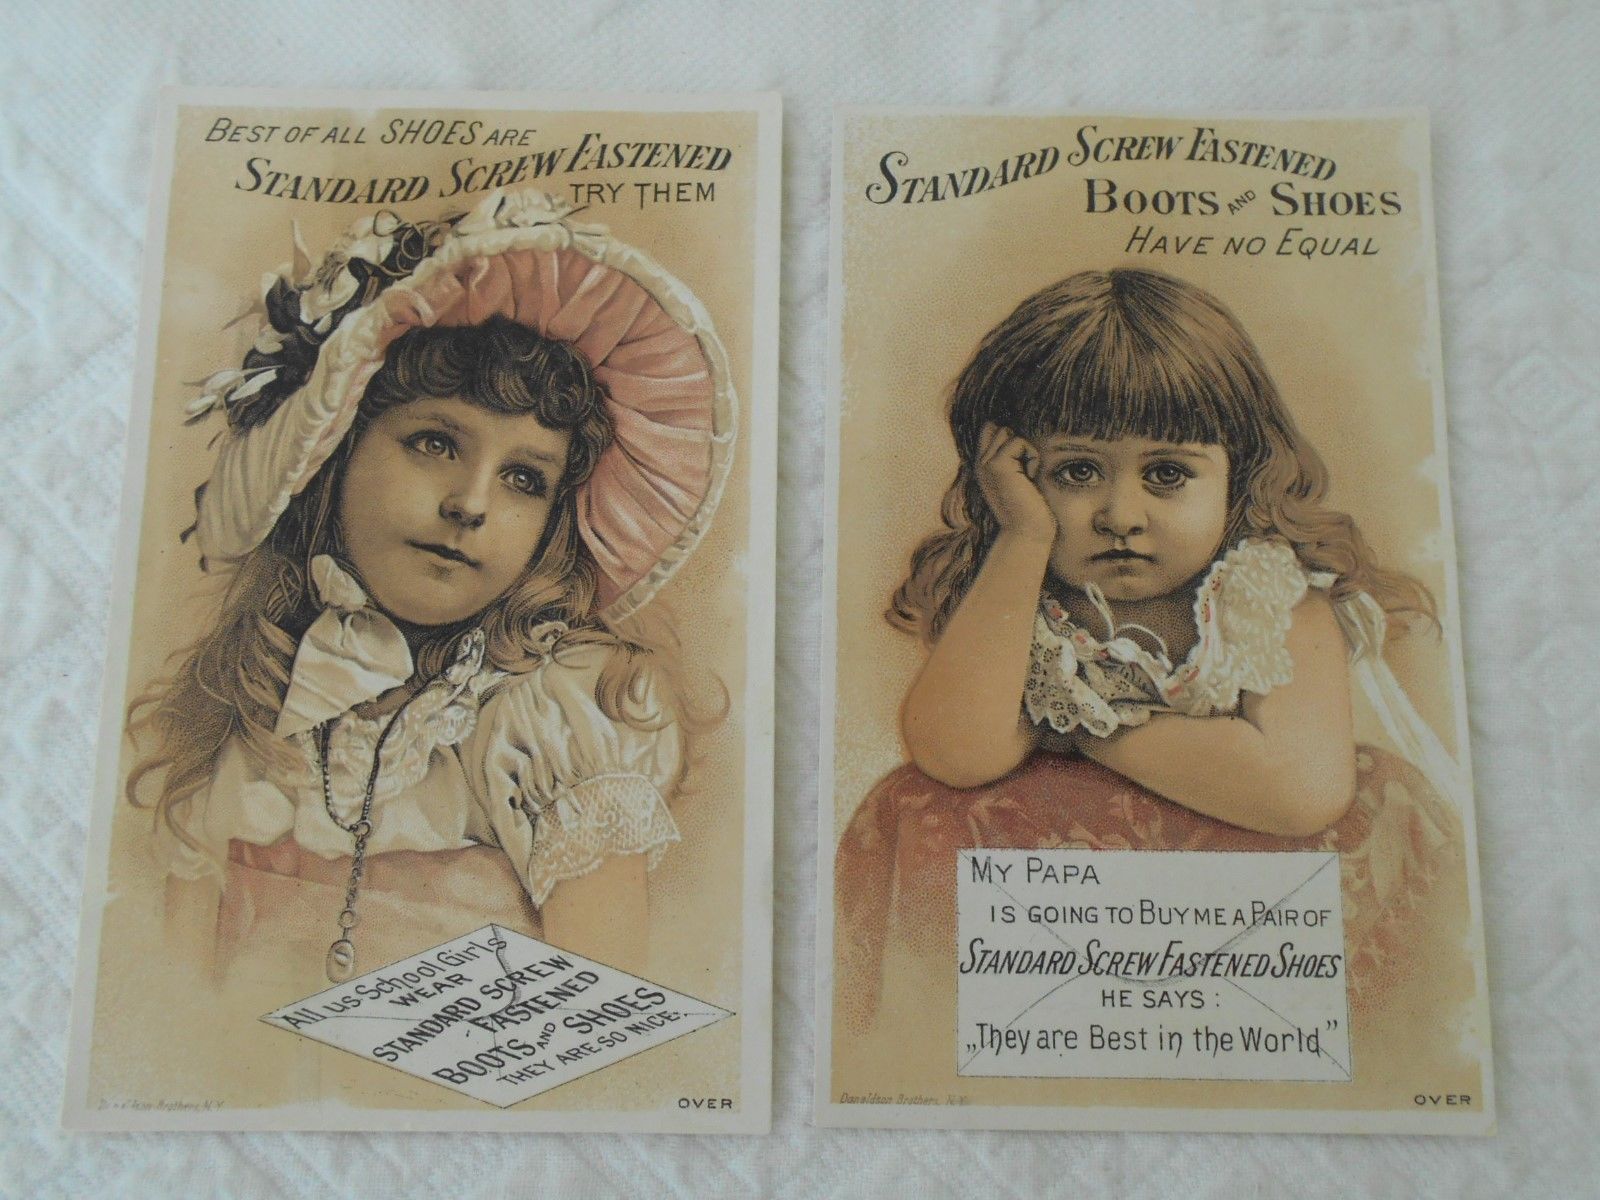 BEST OF ALL SHOES ARE
STANDARD SCREW FASTENED
TRY THEM
All us School Girls
WEAR
STANDARD SCREW
FASTENED
BOOTS AND SHOES
THEY ARE SO NICE.
Donaldson Brothers, N.Y.
OVER
STANDARD SCREW FASTENED
BOOTS AND SHOES
HAVE NO EQUAL
MY PAPA
IS GOING TO BUY ME A PAIR OF
STANDARD SCREW FASTENED SHOES
HE SAYS:
„They are Best in the World”
Donaldson Brothers, N.Y.
OVER